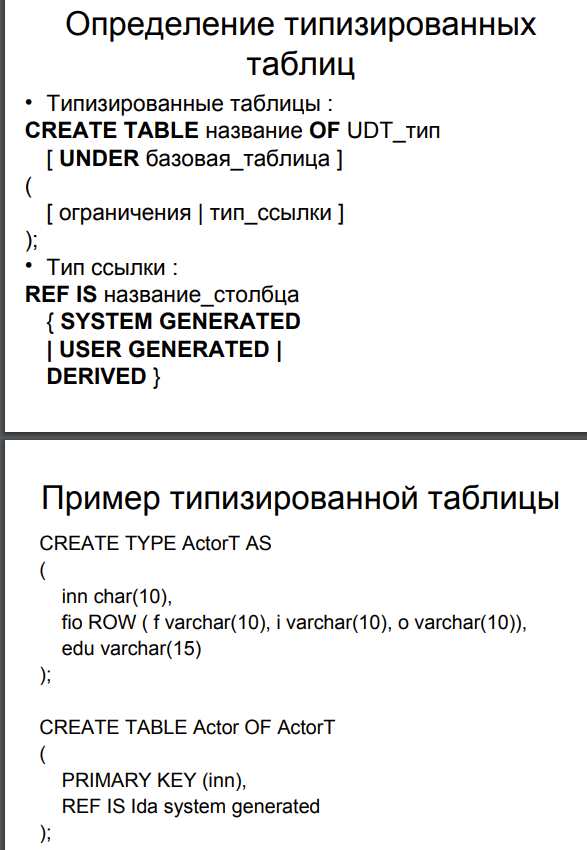 Определение типизированных
таблиц
• Типизированные таблицы :
CREATE TABLE название OF UDT_тип
[ UNDER базовая_таблица ]
(
[ ограничения | тип_ссылки ]
);
• Тип ссылки :
REF IS название_столбца
{ SYSTEM GENERATED
| USER GENERATED |
DERIVED }
Пример типизированной таблицы
CREATE TYPE ActorT AS
(
inn char(10),
fio ROW ( f varchar(10), i varchar(10), o varchar(10)),
edu varchar(15)
);
CREATE TABLE Actor OF ActorT
(
PRIMARY KEY (inn),
REF IS Ida system generated
);